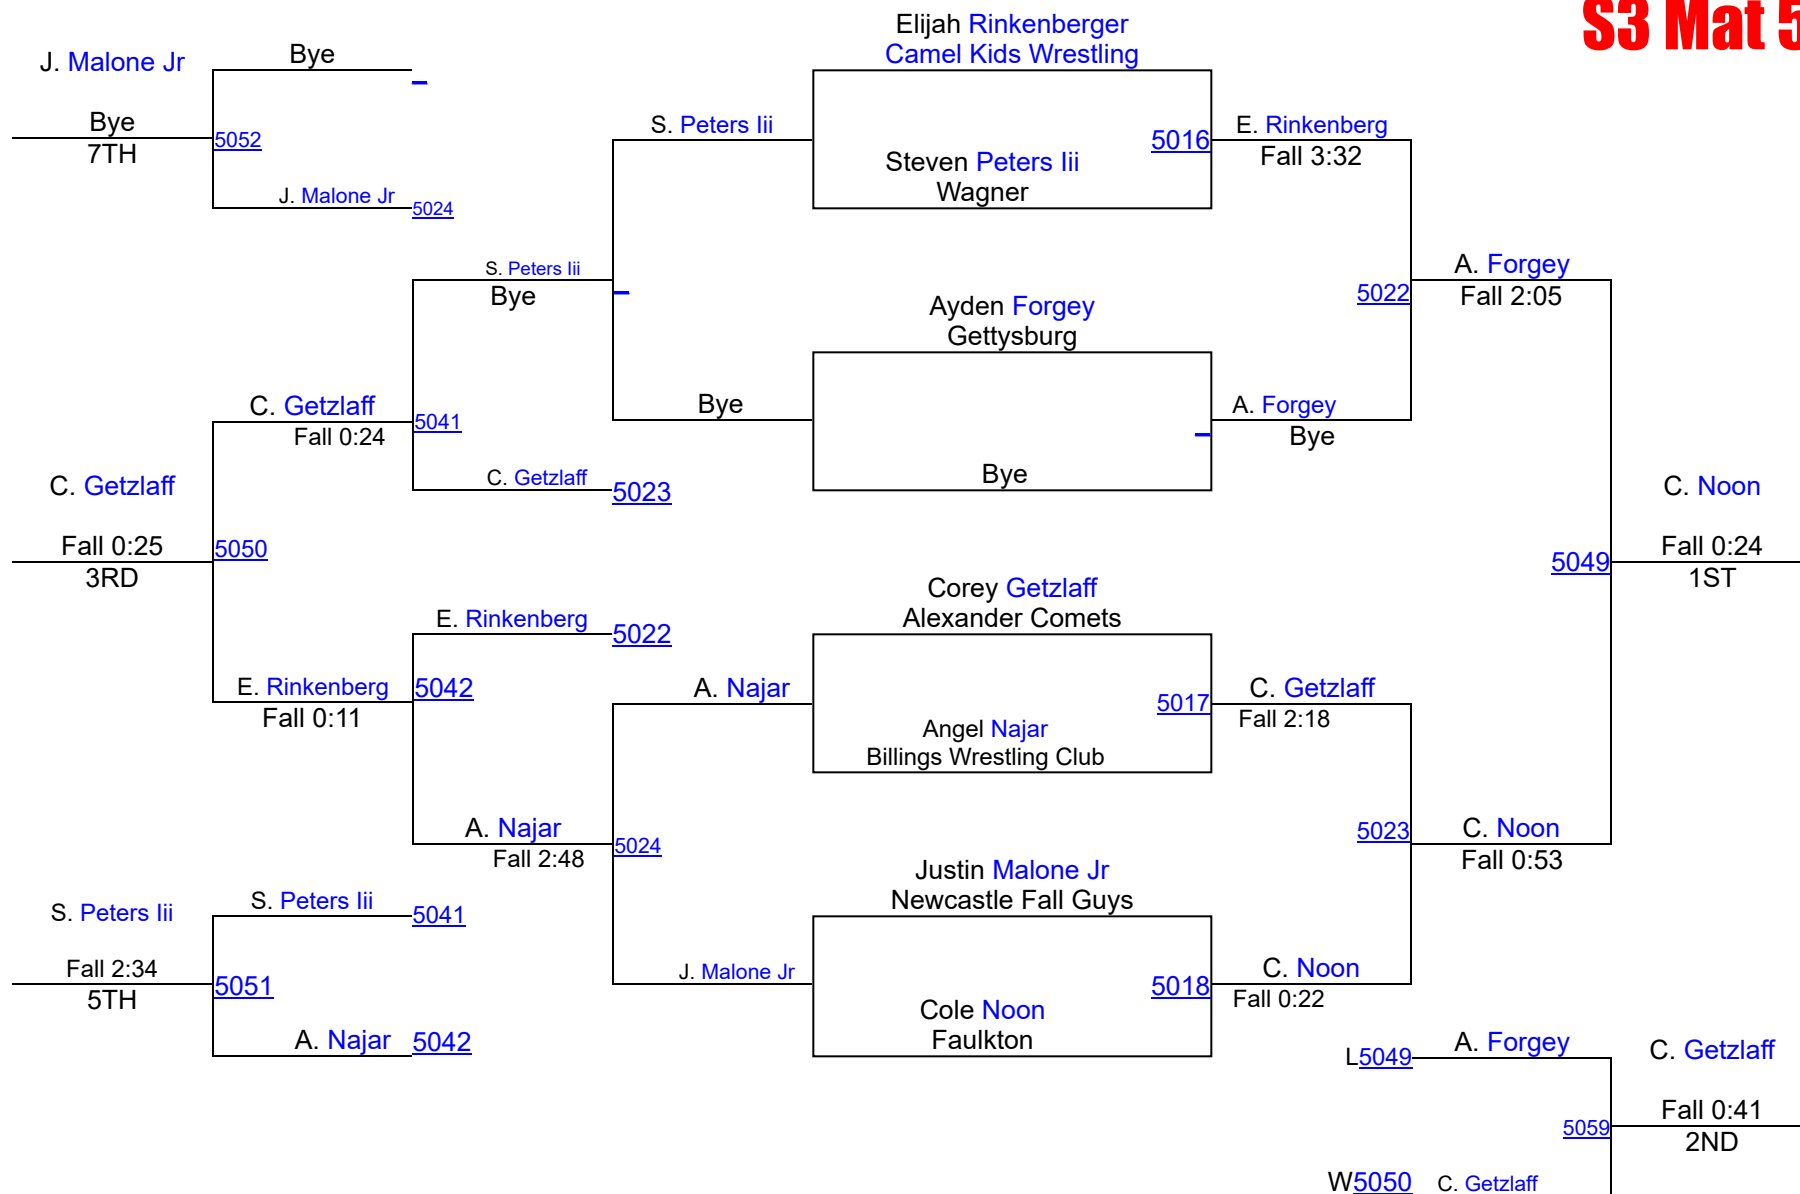 S3 Mat 5
Elijah Rinkenberger
Camel Kids Wrestling
J. Malone Jr
Bye
Bye
7TH
5052
J. Malone Jr 5024
S. Peters Iii
Steven Peters Iii
Wagner
5016
E. Rinkenberg
Fall 3:32
S. Peters Iii
Bye
Ayden Forgey
Gettysburg
5022
A. Forgey
Fall 2:05
C. Getzlaff
Fall 0:24
5041
Bye
A. Forgey
Bye
Bye
C. Getzlaff 5023
C. Getzlaff
Fall 0:25
3RD
5050
C. Noon
Fall 0:24
1ST
5049
Corey Getzlaff
Alexander Comets
E. Rinkenberg 5022
E. Rinkenberg
Fall 0:11
5042
A. Najar
Angel Najar
Billings Wrestling Club
5017
C. Getzlaff
Fall 2:18
A. Najar
Fall 2:48
5024
5023
C. Noon
Fall 0:53
Justin Malone Jr
Newcastle Fall Guys
S. Peters Iii
Fall 2:34
5TH
S. Peters Iii 5041
5051
A. Najar 5042
J. Malone Jr
Cole Noon
Faulkton
5018
C. Noon
Fall 0:22
L5049 A. Forgey
C. Getzlaff
Fall 0:41
2ND
5059
W5050 C. Getzlaff